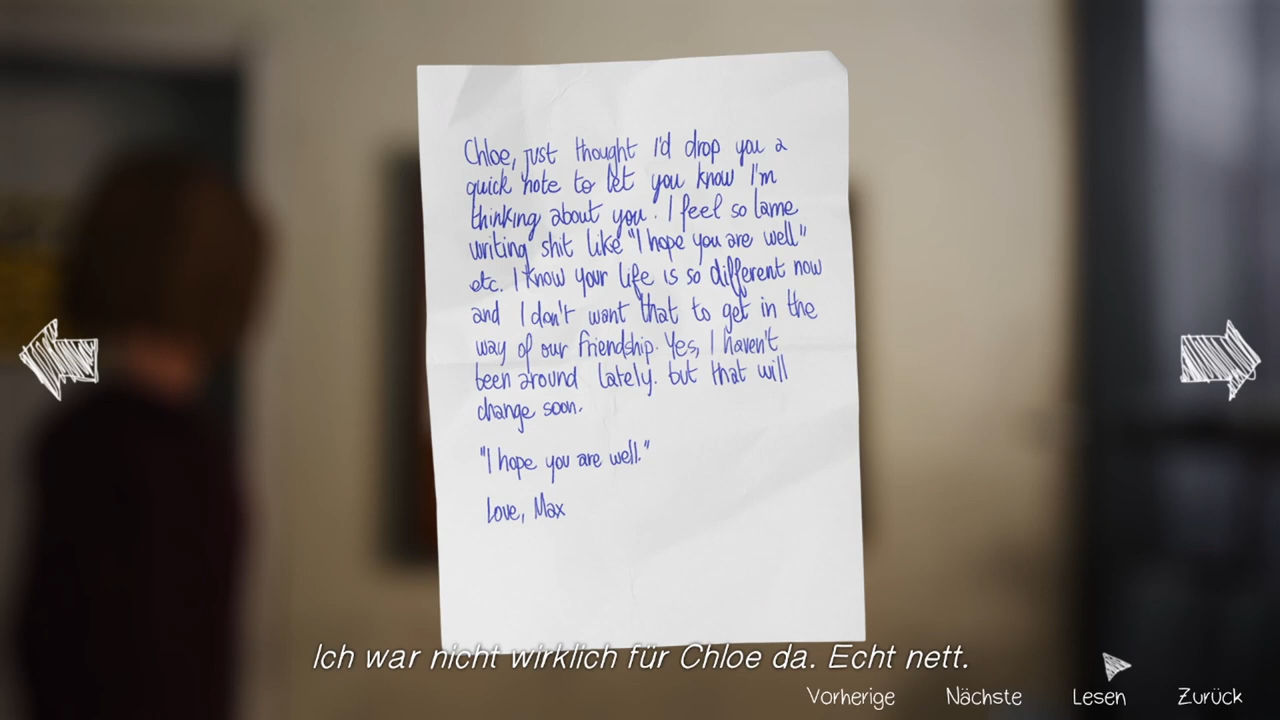 Chloe, just thought I'd drop you a
quick note to let you know I'm
thinking about you. I feel so lame
writing shit like "I hope you are well"
etc. I know your life is so different now
and I don't want that to get in the
way of our friendship. Yes, I haven't
been around lately. but that will
change soon.
"I hope you are well."
Love, Max
Ich war nicht wirklich für Chloe da. Echt nett.
Vorherige Nächste Lesen Zurück